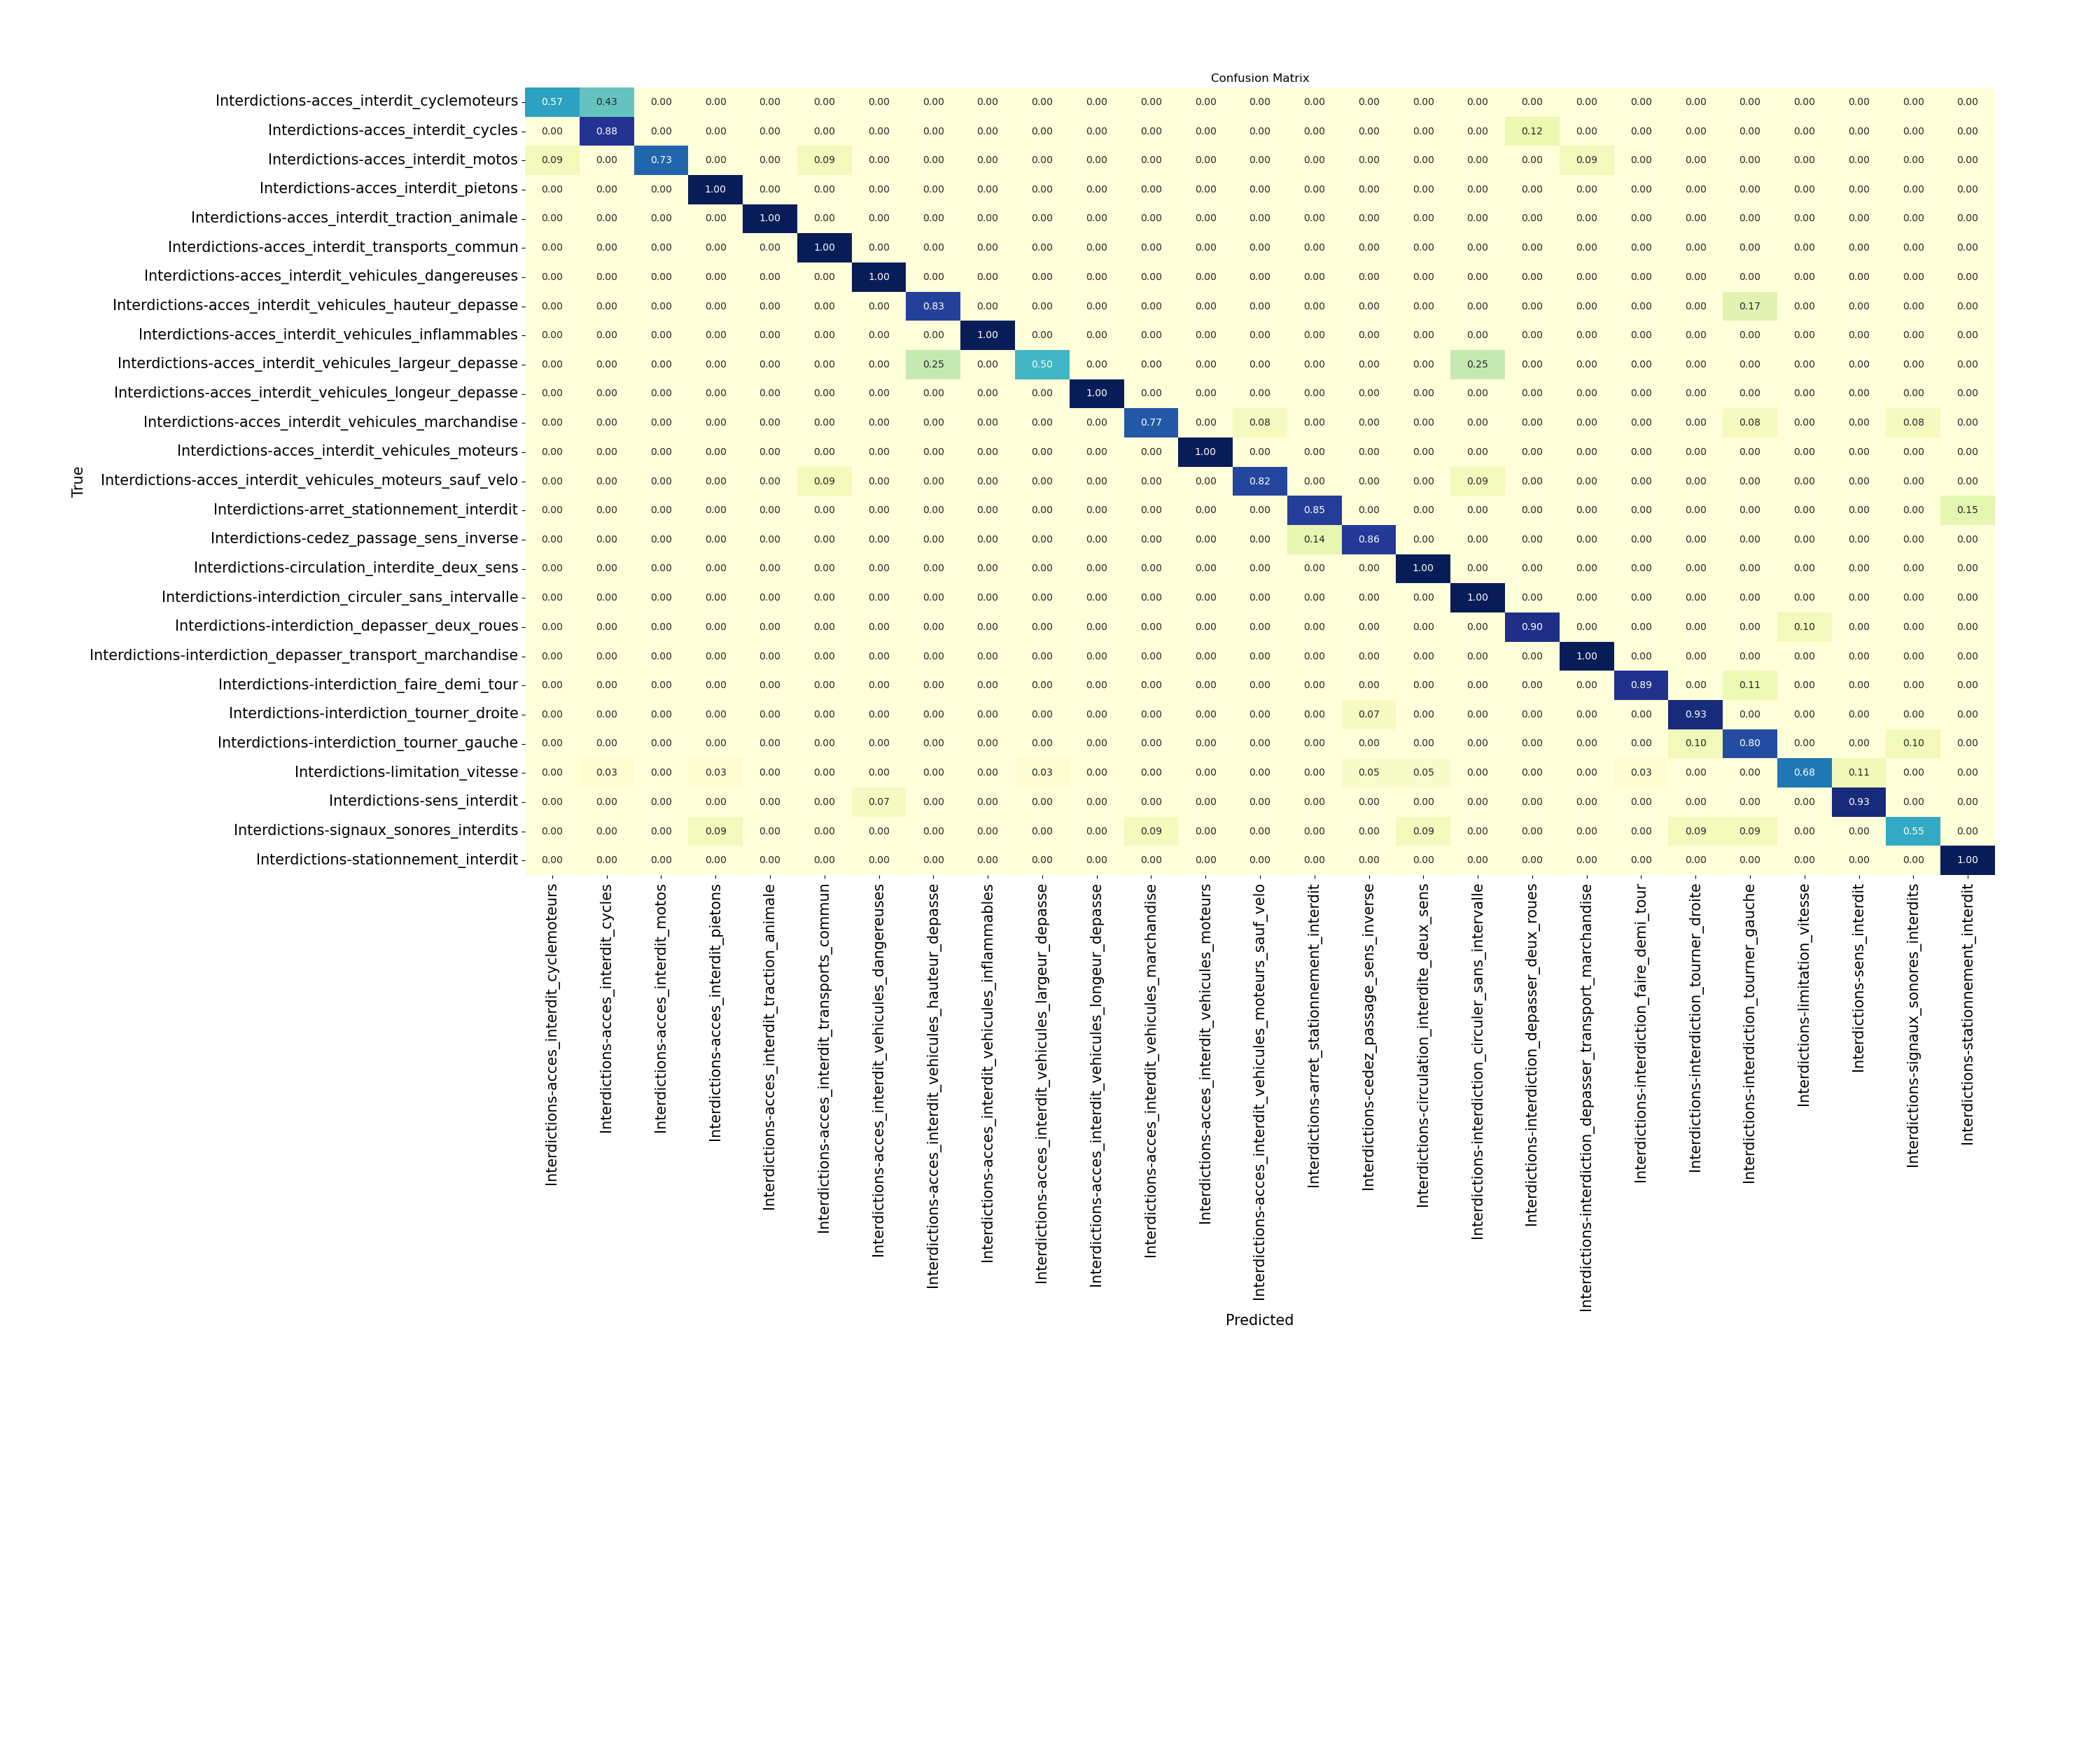 Confusion Matrix
True
Interdictions-acces_interdit_cyclemoteurs 0.57 0.43 0.00 0.00 0.00 0.00 0.00 0.00 0.00 0.00 0.00 0.00 0.00 0.00 0.00 0.00 0.00 0.00 0.00 0.00 0.00 0.00 0.00 0.00 0.00 0.00 0.00
Interdictions-acces_interdit_cycles 0.00 0.88 0.00 0.00 0.00 0.00 0.00 0.00 0.00 0.00 0.00 0.00 0.00 0.00 0.00 0.00 0.00 0.00 0.12 0.00 0.00 0.00 0.00 0.00 0.00 0.00 0.00
Interdictions-acces_interdit_motos 0.09 0.00 0.73 0.00 0.00 0.09 0.00 0.00 0.00 0.00 0.00 0.00 0.00 0.00 0.00 0.00 0.00 0.00 0.00 0.09 0.00 0.00 0.00 0.00 0.00 0.00 0.00
Interdictions-acces_interdit_pietons 0.00 0.00 0.00 1.00 0.00 0.00 0.00 0.00 0.00 0.00 0.00 0.00 0.00 0.00 0.00 0.00 0.00 0.00 0.00 0.00 0.00 0.00 0.00 0.00 0.00 0.00 0.00
Interdictions-acces_interdit_traction_animale 0.00 0.00 0.00 0.00 1.00 0.00 0.00 0.00 0.00 0.00 0.00 0.00 0.00 0.00 0.00 0.00 0.00 0.00 0.00 0.00 0.00 0.00 0.00 0.00 0.00 0.00 0.00
Interdictions-acces_interdit_transports_commun 0.00 0.00 0.00 0.00 0.00 1.00 0.00 0.00 0.00 0.00 0.00 0.00 0.00 0.00 0.00 0.00 0.00 0.00 0.00 0.00 0.00 0.00 0.00 0.00 0.00 0.00 0.00
Interdictions-acces_interdit_vehicules_dangereuses 0.00 0.00 0.00 0.00 0.00 0.00 1.00 0.00 0.00 0.00 0.00 0.00 0.00 0.00 0.00 0.00 0.00 0.00 0.00 0.00 0.00 0.00 0.00 0.00 0.00 0.00 0.00
Interdictions-acces_interdit_vehicules_hauteur_depasse 0.00 0.00 0.00 0.00 0.00 0.00 0.00 0.83 0.00 0.00 0.00 0.00 0.00 0.00 0.00 0.00 0.00 0.00 0.00 0.00 0.00 0.00 0.17 0.00 0.00 0.00 0.00
Interdictions-acces_interdit_vehicules_inflammables 0.00 0.00 0.00 0.00 0.00 0.00 0.00 0.00 1.00 0.00 0.00 0.00 0.00 0.00 0.00 0.00 0.00 0.00 0.00 0.00 0.00 0.00 0.00 0.00 0.00 0.00 0.00
Interdictions-acces_interdit_vehicules_largeur_depasse 0.00 0.00 0.00 0.00 0.00 0.00 0.00 0.25 0.00 0.50 0.00 0.00 0.00 0.00 0.00 0.00 0.00 0.25 0.00 0.00 0.00 0.00 0.00 0.00 0.00 0.00 0.00
Interdictions-acces_interdit_vehicules_longeur_depasse 0.00 0.00 0.00 0.00 0.00 0.00 0.00 0.00 0.00 0.00 1.00 0.00 0.00 0.00 0.00 0.00 0.00 0.00 0.00 0.00 0.00 0.00 0.00 0.00 0.00 0.00 0.00
Interdictions-acces_interdit_vehicules_marchandise 0.00 0.00 0.00 0.00 0.00 0.00 0.00 0.00 0.00 0.00 0.00 0.77 0.00 0.08 0.00 0.00 0.00 0.00 0.00 0.00 0.00 0.00 0.08 0.00 0.00 0.08 0.00
Interdictions-acces_interdit_vehicules_moteurs 0.00 0.00 0.00 0.00 0.00 0.00 0.00 0.00 0.00 0.00 0.00 0.00 1.00 0.00 0.00 0.00 0.00 0.00 0.00 0.00 0.00 0.00 0.00 0.00 0.00 0.00 0.00
Interdictions-acces_interdit_vehicules_moteurs_sauf_velo 0.00 0.00 0.00 0.00 0.00 0.09 0.00 0.00 0.00 0.00 0.00 0.00 0.00 0.82 0.00 0.00 0.00 0.09 0.00 0.00 0.00 0.00 0.00 0.00 0.00 0.00 0.00
Interdictions-arret_stationnement_interdit 0.00 0.00 0.00 0.00 0.00 0.00 0.00 0.00 0.00 0.00 0.00 0.00 0.00 0.00 0.85 0.00 0.00 0.00 0.00 0.00 0.00 0.00 0.00 0.00 0.00 0.00 0.15
Interdictions-cedez_passage_sens_inverse 0.00 0.00 0.00 0.00 0.00 0.00 0.00 0.00 0.00 0.00 0.00 0.00 0.00 0.00 0.14 0.86 0.00 0.00 0.00 0.00 0.00 0.00 0.00 0.00 0.00 0.00 0.00
Interdictions-circulation_interdite_deux_sens 0.00 0.00 0.00 0.00 0.00 0.00 0.00 0.00 0.00 0.00 0.00 0.00 0.00 0.00 0.00 0.00 1.00 0.00 0.00 0.00 0.00 0.00 0.00 0.00 0.00 0.00 0.00
Interdictions-interdiction_circuler_sans_intervalle 0.00 0.00 0.00 0.00 0.00 0.00 0.00 0.00 0.00 0.00 0.00 0.00 0.00 0.00 0.00 0.00 0.00 1.00 0.00 0.00 0.00 0.00 0.00 0.00 0.00 0.00 0.00
Interdictions-interdiction_depasser_deux_roues 0.00 0.00 0.00 0.00 0.00 0.00 0.00 0.00 0.00 0.00 0.00 0.00 0.00 0.00 0.00 0.00 0.00 0.00 0.90 0.00 0.00 0.00 0.00 0.10 0.00 0.00 0.00
Interdictions-interdiction_depasser_transport_marchandise 0.00 0.00 0.00 0.00 0.00 0.00 0.00 0.00 0.00 0.00 0.00 0.00 0.00 0.00 0.00 0.00 0.00 0.00 0.00 1.00 0.00 0.00 0.00 0.00 0.00 0.00 0.00
Interdictions-interdiction_faire_demi_tour 0.00 0.00 0.00 0.00 0.00 0.00 0.00 0.00 0.00 0.00 0.00 0.00 0.00 0.00 0.00 0.00 0.00 0.00 0.00 0.00 0.89 0.00 0.11 0.00 0.00 0.00 0.00
Interdictions-interdiction_tourner_droite 0.00 0.00 0.00 0.00 0.00 0.00 0.00 0.00 0.00 0.00 0.00 0.00 0.00 0.00 0.00 0.07 0.00 0.00 0.00 0.00 0.00 0.93 0.00 0.00 0.00 0.00 0.00
Interdictions-interdiction_tourner_gauche 0.00 0.00 0.00 0.00 0.00 0.00 0.00 0.00 0.00 0.00 0.00 0.00 0.00 0.00 0.00 0.00 0.00 0.00 0.00 0.00 0.00 0.10 0.80 0.00 0.00 0.10 0.00
Interdictions-limitation_vitesse 0.00 0.03 0.00 0.03 0.00 0.00 0.00 0.00 0.00 0.03 0.00 0.00 0.00 0.00 0.00 0.05 0.05 0.00 0.00 0.00 0.03 0.00 0.00 0.68 0.11 0.00 0.00
Interdictions-sens_interdit 0.00 0.00 0.00 0.00 0.00 0.00 0.07 0.00 0.00 0.00 0.00 0.00 0.00 0.00 0.00 0.00 0.00 0.00 0.00 0.00 0.00 0.00 0.00 0.00 0.93 0.00 0.00
Interdictions-signaux_sonores_interdits 0.00 0.00 0.00 0.09 0.00 0.00 0.00 0.00 0.00 0.00 0.00 0.09 0.00 0.00 0.00 0.00 0.09 0.00 0.00 0.00 0.00 0.09 0.09 0.00 0.00 0.55 0.00
Interdictions-stationnement_interdit 0.00 0.00 0.00 0.00 0.00 0.00 0.00 0.00 0.00 0.00 0.00 0.00 0.00 0.00 0.00 0.00 0.00 0.00 0.00 0.00 0.00 0.00 0.00 0.00 0.00 0.00 1.00
Interdictions-acces_interdit_cyclemoteurs
Interdictions-acces_interdit_cycles
Interdictions-acces_interdit_motos
Interdictions-acces_interdit_pietons
Interdictions-acces_interdit_traction_animale
Interdictions-acces_interdit_transports_commun
Interdictions-acces_interdit_vehicules_dangereuses
Interdictions-acces_interdit_vehicules_hauteur_depasse
Interdictions-acces_interdit_vehicules_inflammables
Interdictions-acces_interdit_vehicules_largeur_depasse
Interdictions-acces_interdit_vehicules_longeur_depasse
Interdictions-acces_interdit_vehicules_marchandise
Interdictions-acces_interdit_vehicules_moteurs
Interdictions-acces_interdit_vehicules_moteurs_sauf_velo
Interdictions-arret_stationnement_interdit
Interdictions-cedez_passage_sens_inverse
Interdictions-circulation_interdite_deux_sens
Interdictions-interdiction_circuler_sans_intervalle
Interdictions-interdiction_depasser_deux_roues
Interdictions-interdiction_depasser_transport_marchandise
Interdictions-interdiction_faire_demi_tour
Interdictions-interdiction_tourner_droite
Interdictions-interdiction_tourner_gauche
Interdictions-limitation_vitesse
Interdictions-sens_interdit
Interdictions-signaux_sonores_interdits
Interdictions-stationnement_interdit
Predicted